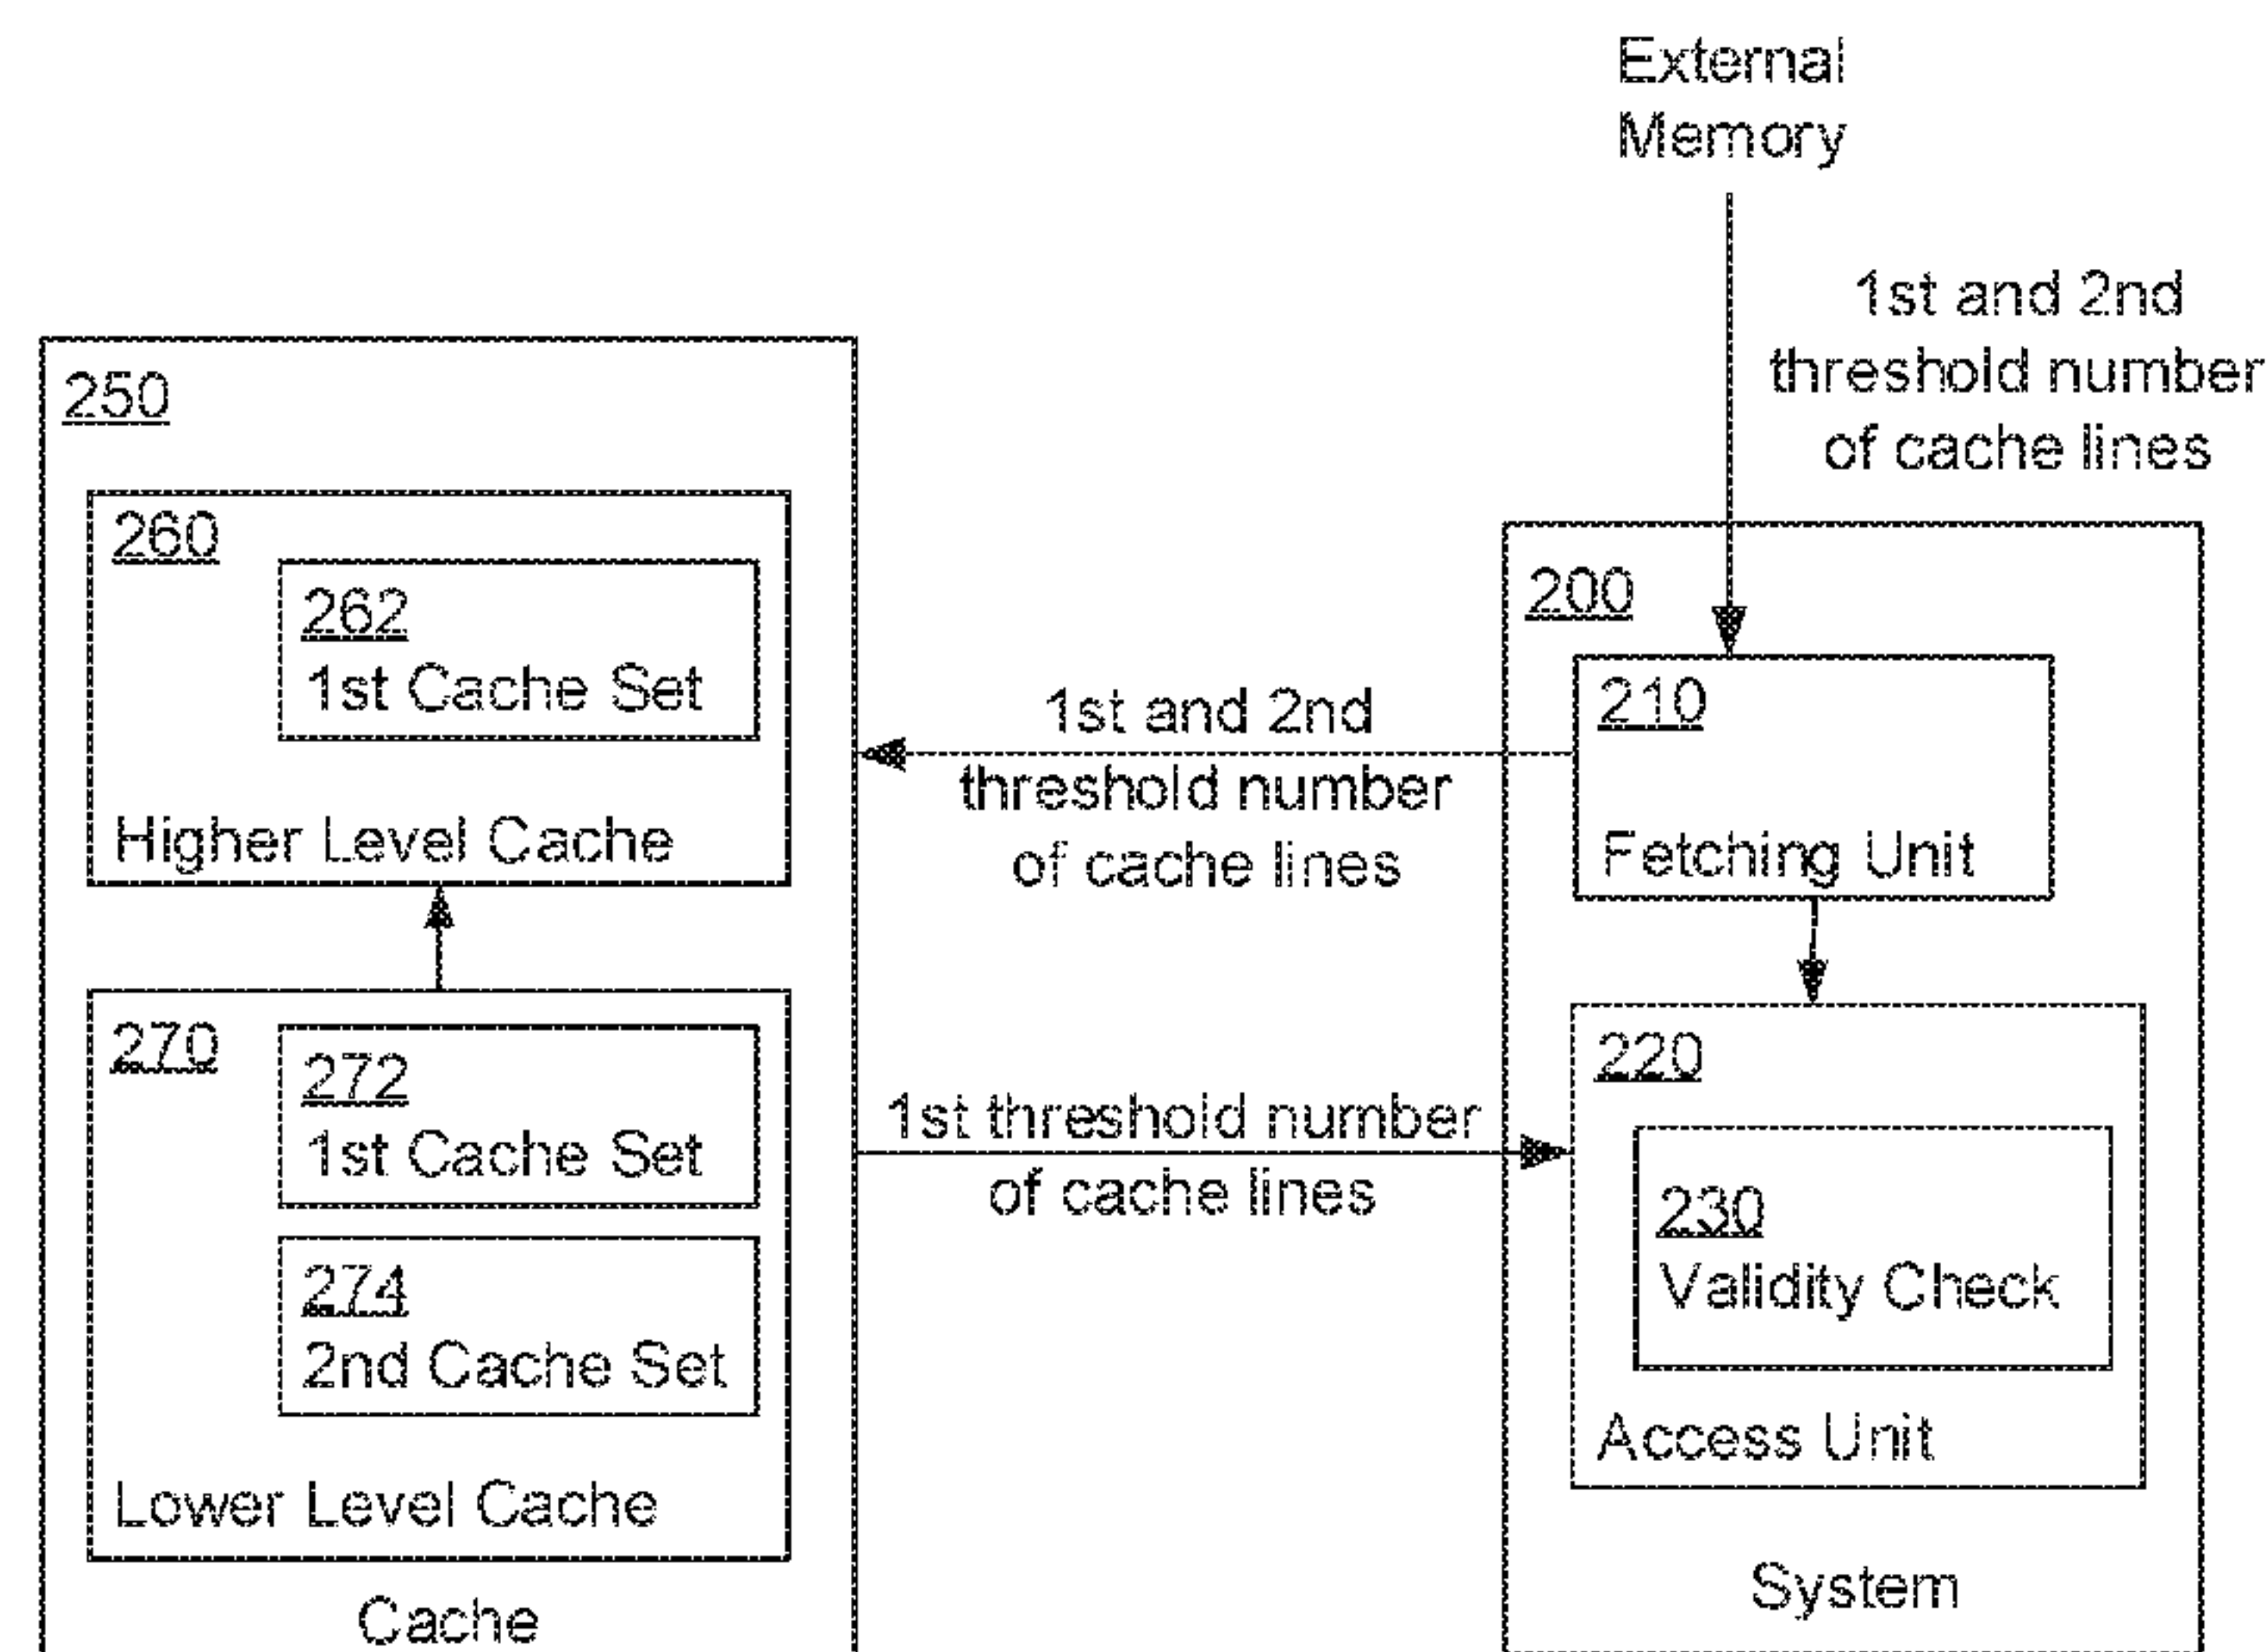 External
Memory
1st and 2nd
threshold number
of cache lines
250
260
262
1st Cache Set
Higher Level Cache
270
272
1st Cache Set
274
2nd Cache Set
Lower Level Cache
Cache
1st and 2nd
threshold number
of cache lines
1st threshold number
of cache lines
200
210
Fetching Unit
220
230
Validity Check
Access Unit
System